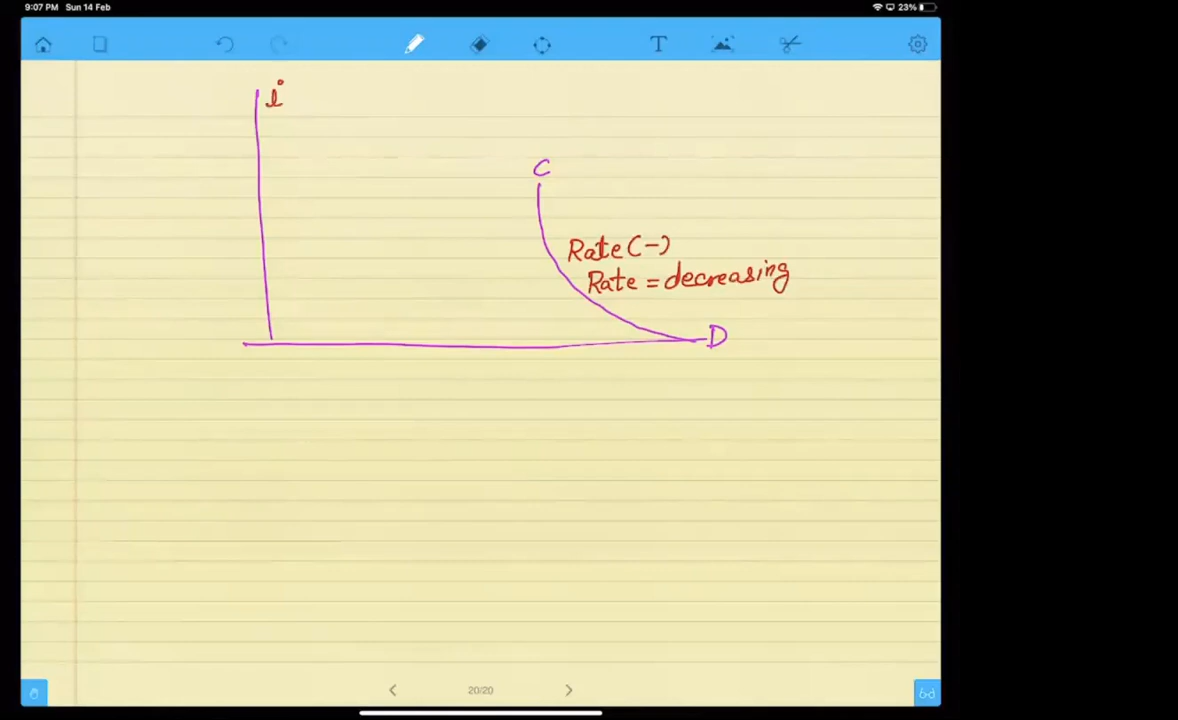 9:07 PM Sun 14 Feb
23%
T
i
C
Rate (-)
Rate = decreasing
D
20/20